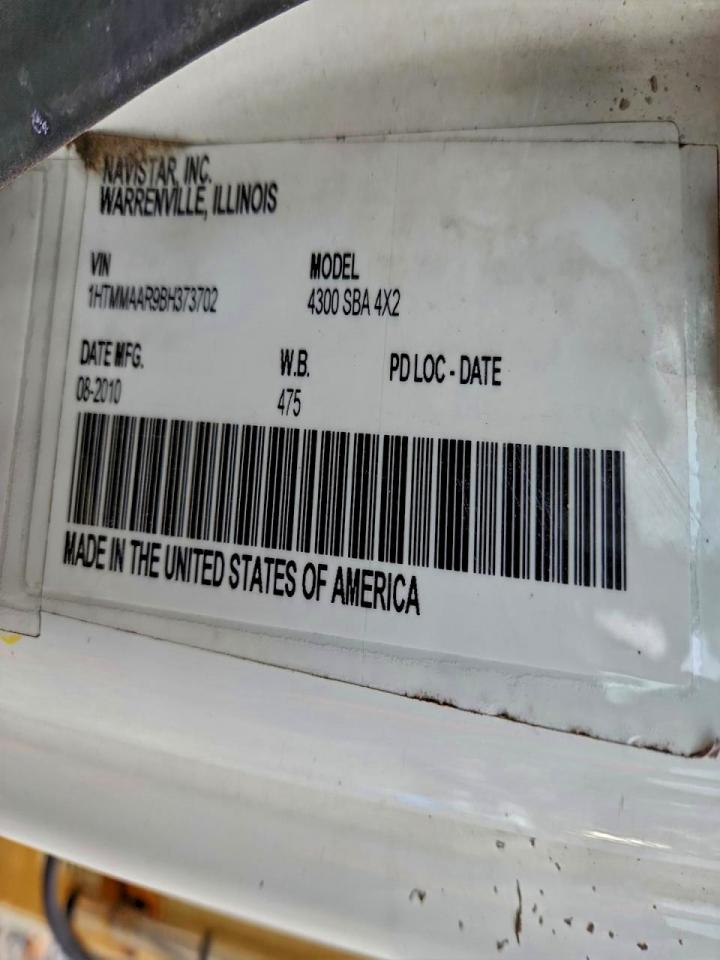 NAVISTAR, INC.
WARRENVILLE, ILLINOIS
VIN
1HTMMAAR9BH373702
MODEL
4300 SBA 4X2
DATE MFG.
08-2010
W.B.
475
PD LOC - DATE
MADE IN THE UNITED STATES OF AMERICA